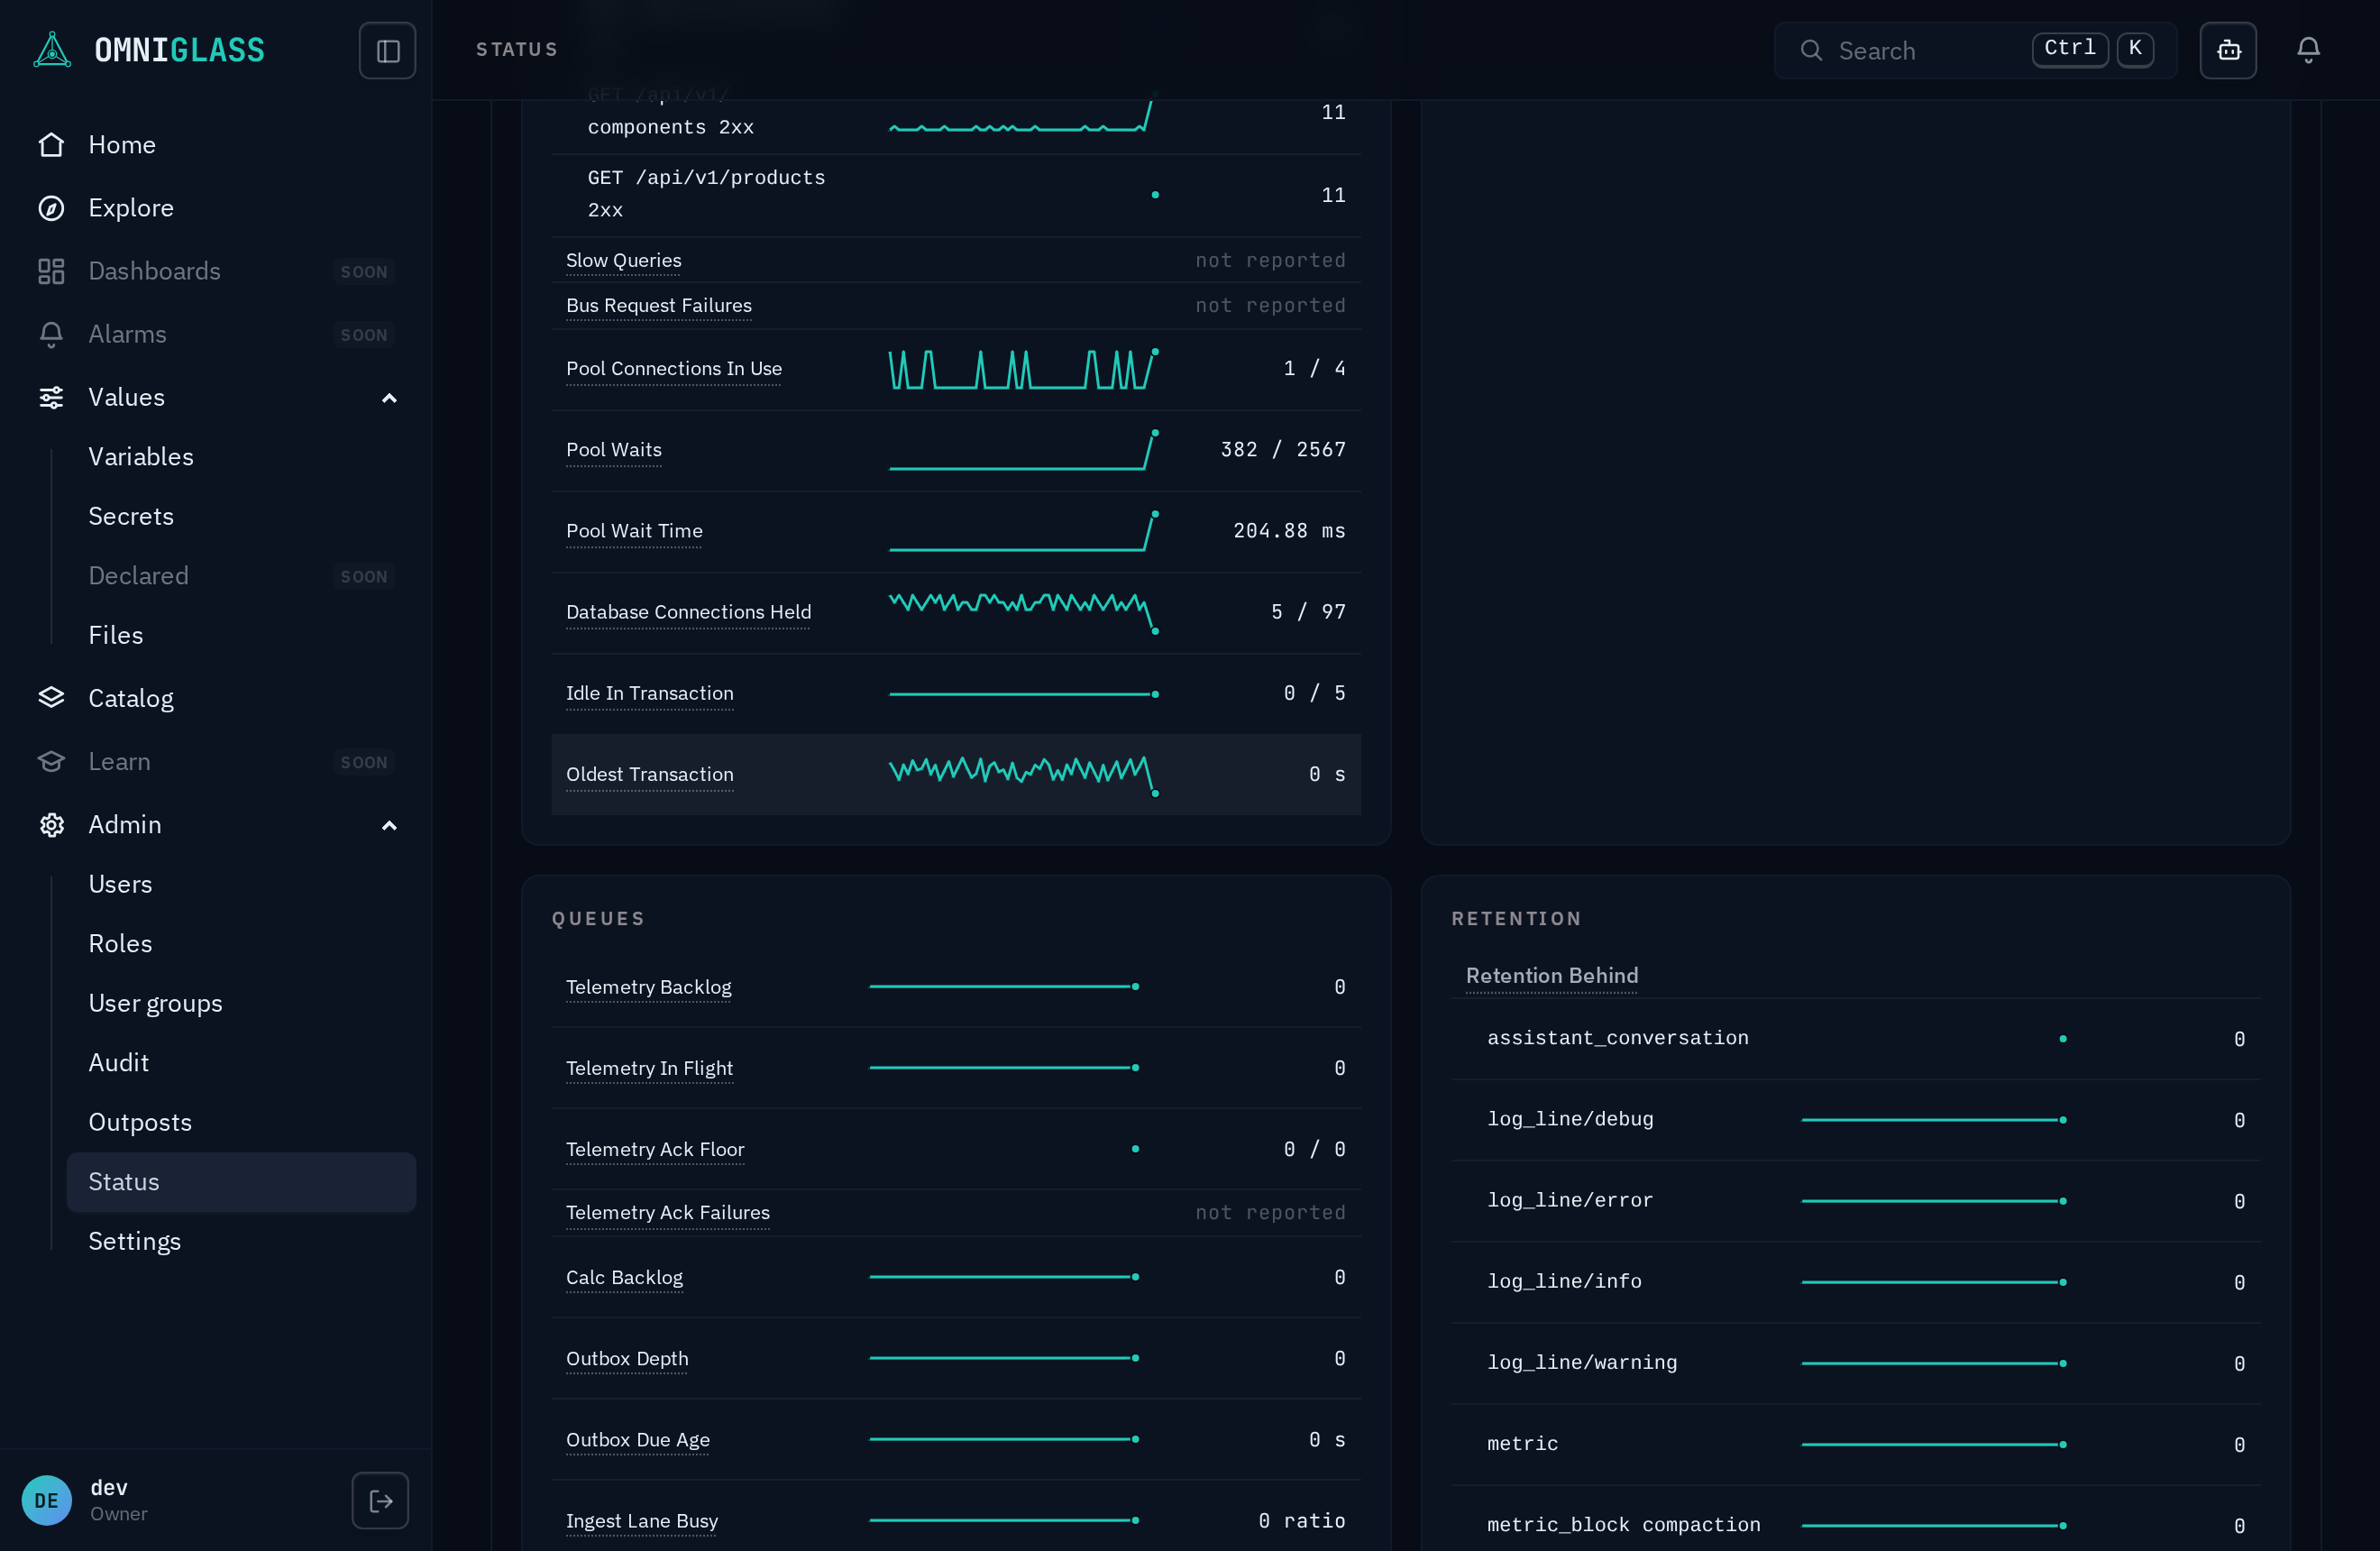 OMNIGLASS
STATUS
Search
Ctrl K
Home
Explore
Dashboards SOON
Alarms SOON
Values
Variables
Secrets
Declared SOON
Files
Catalog
Learn SOON
Admin
Users
Roles
User groups
Audit
Outposts
Status
Settings
DE
dev
Owner
GET /api/v1/
components 2xx 11
GET /api/v1/products
2xx 11
Slow Queries not reported
Bus Request Failures not reported
Pool Connections In Use 1 / 4
Pool Waits 382 / 2567
Pool Wait Time 204.88 ms
Database Connections Held 5 / 97
Idle In Transaction 0 / 5
Oldest Transaction 0 s
QUEUES
Telemetry Backlog 0
Telemetry In Flight 0
Telemetry Ack Floor 0 / 0
Telemetry Ack Failures not reported
Calc Backlog 0
Outbox Depth 0
Outbox Due Age 0 s
Ingest Lane Busy 0 ratio
RETENTION
Retention Behind
assistant_conversation 0
log_line/debug 0
log_line/error 0
log_line/info 0
log_line/warning 0
metric 0
metric_block compaction 0